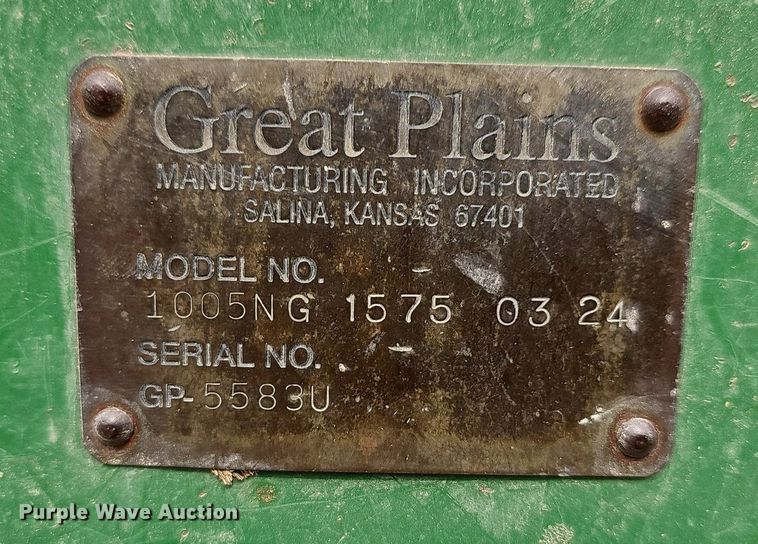 Great Plains
MANUFACTURING INCORPORATED
SALINA, KANSAS 67401
MODEL NO. -
1005NG 1575 03 24
SERIAL NO. -
GP-5583U
Purple Wave Auction